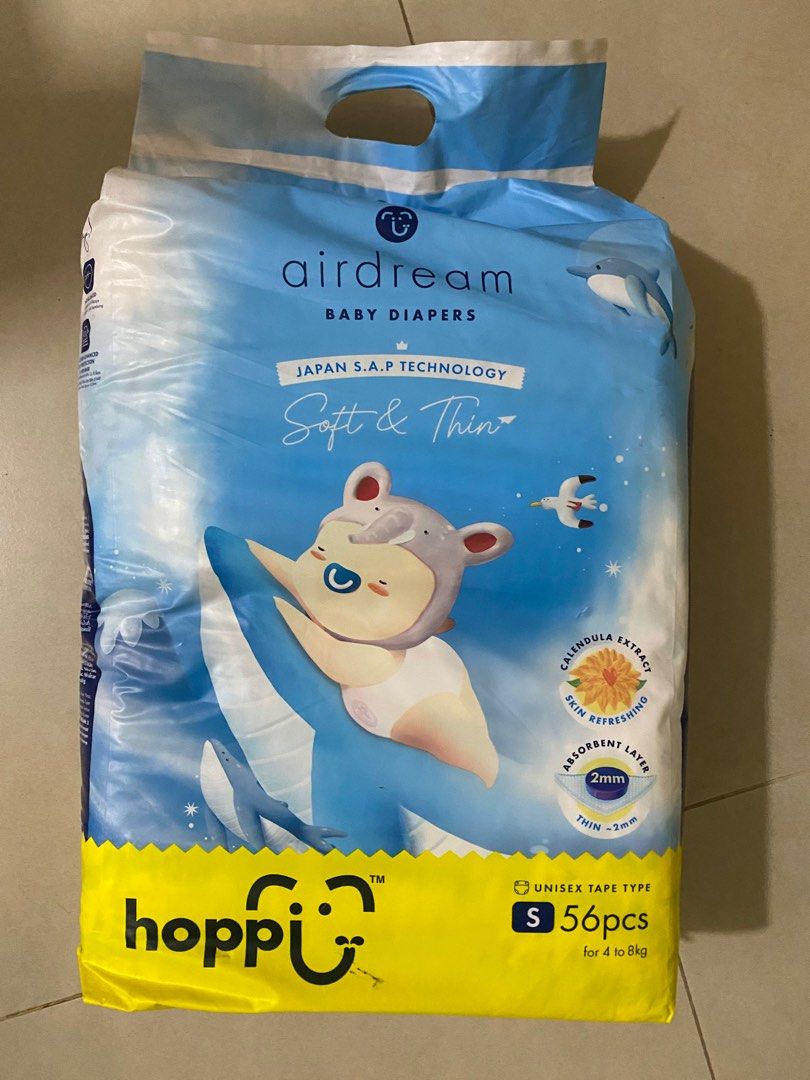 airdream
BABY DIAPERS
JAPAN S.A.P TECHNOLOGY
Soft & Thin
CALENDULA EXTRACT
SKIN REFRESHING
ABSORBENT LAYER
2mm
THIN ~2mm
hoppi TM
UNISEX TAPE TYPE
S 56pcs
for 4 to 8kg